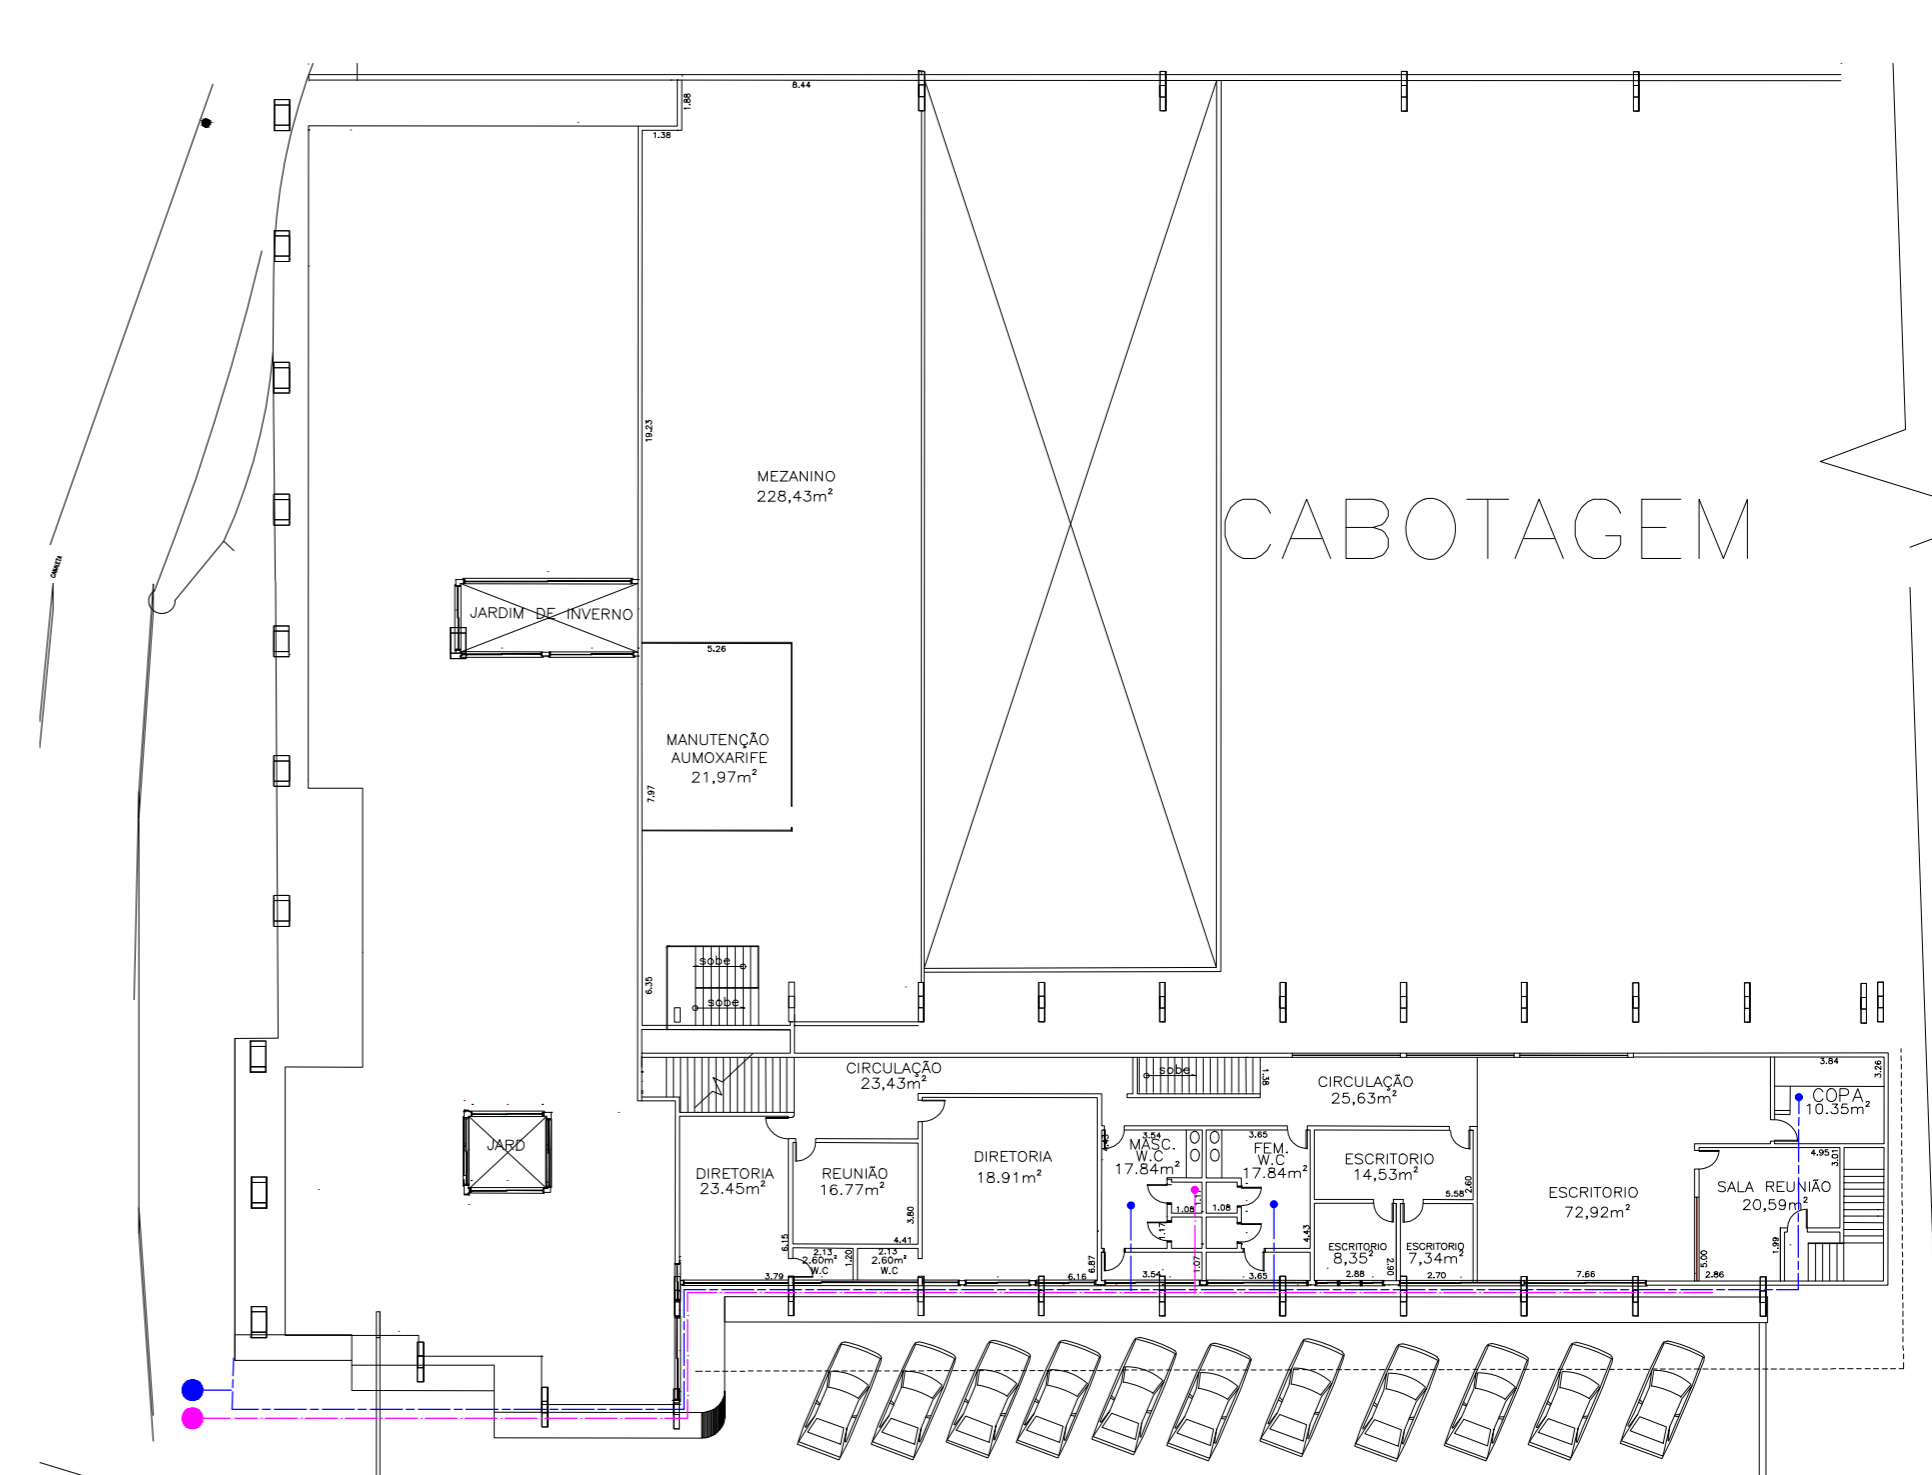 8.44
1.88
1.38
19.23
MEZANINO
228,43m²
CABOTAGEM
CANALETA
JARDIM DE INVERNO
5.26
MANUTENÇÃO
AUMOXARIFE
21,97m²
7.97
sobe
sobe
6.35
CIRCULAÇÃO
23,43m²
sobe
1.38
CIRCULAÇÃO
25,63m²
3.84
3.26
COPA
10.35m²
JARD
DIRETORIA
23.45m²
REUNIÃO
16.77m²
DIRETORIA
18.91m²
3.54
MASC.
W.C
17.84m²
3.65
FEM.
W.C
17.84m²
ESCRITORIO
14,53m²
2.60
5.58
ESCRITORIO
72,92m²
4.95
3.01
SALA REUNIÃO
20,59m²
3.80
4.41
6.15
1.08
1.08
1.17
4.43
2.13
2.60m²
W.C
1.20
2.13
2.60m²
W.C
6.87
1.07
ESCRITORIO
8,35²
2.90
ESCRITORIO
7,34m²
1.99
5.00
3.79
6.16
3.54
3.65
2.88
2.70
7.66
2.86